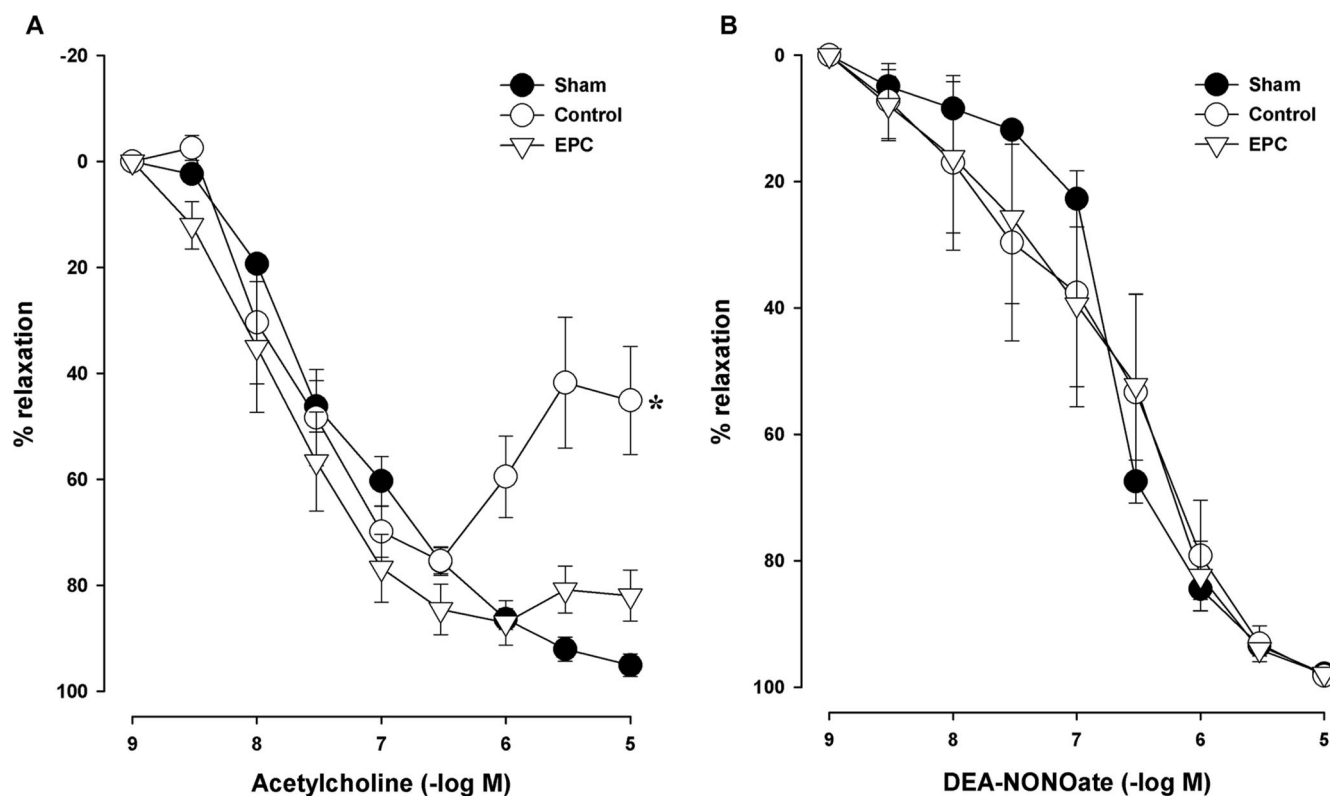 A
-20
0
20
40
60
80
100
% relaxation
Sham
Control
EPC
*
9 8 7 6 5
Acetylcholine (-log M)
B
0
20
40
60
80
100
% relaxation
Sham
Control
EPC
9 8 7 6 5
DEA-NONOate (-log M)